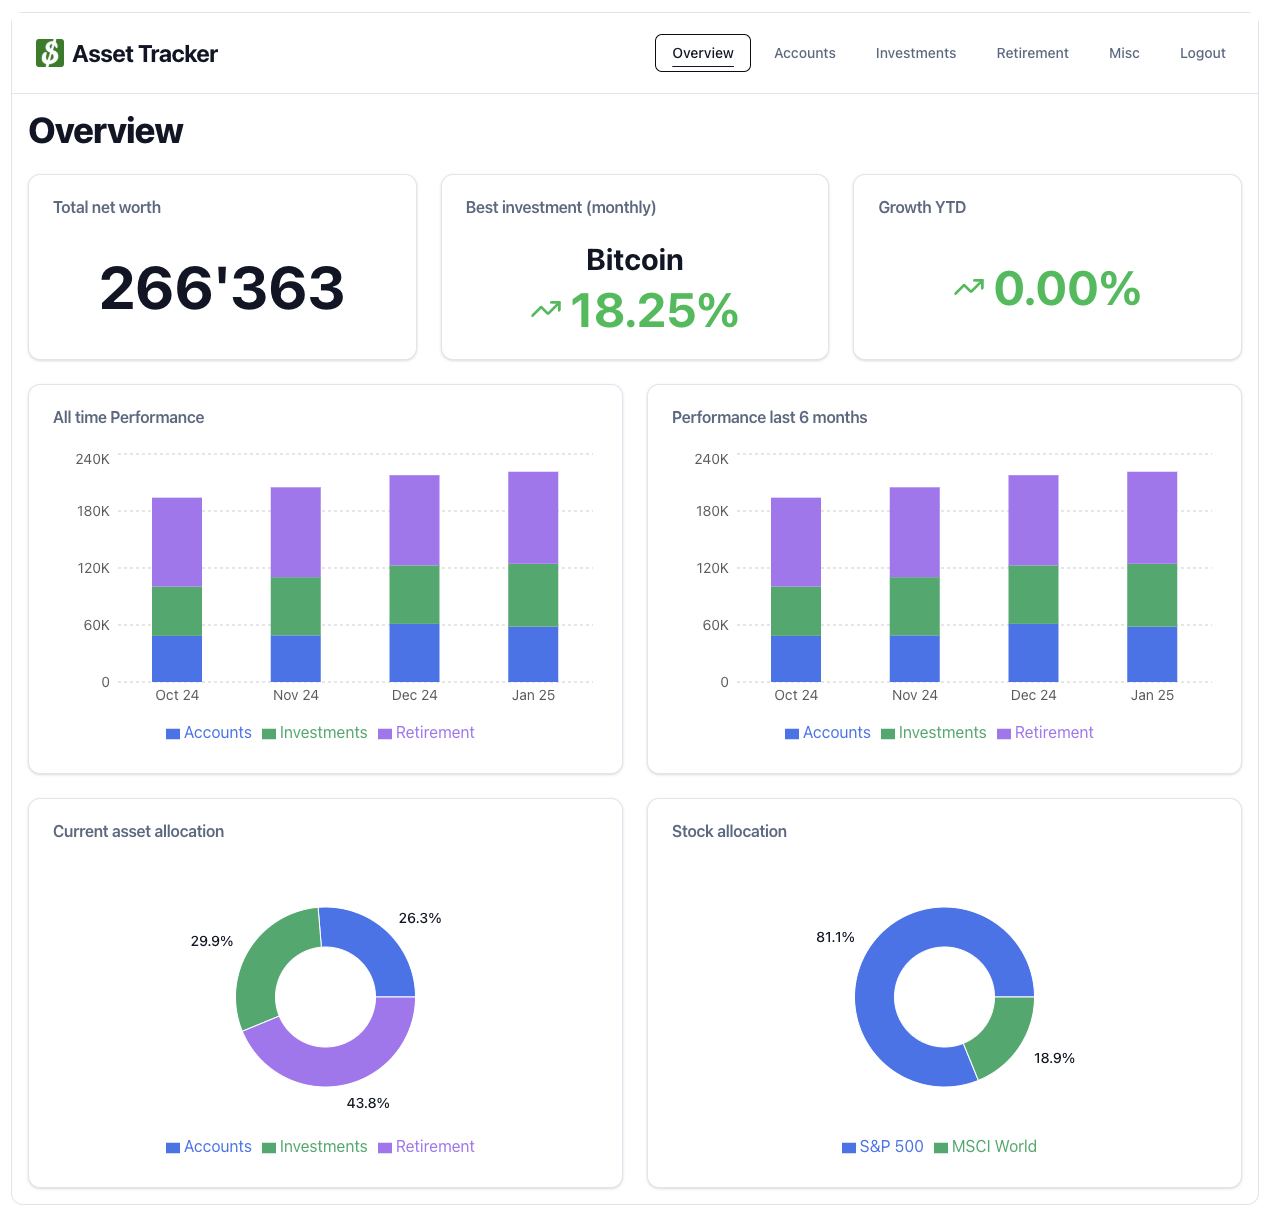 Asset Tracker
Overview Accounts Investments Retirement Misc Logout
Overview
Total net worth
266'363
Best investment (monthly)
Bitcoin
18.25%
Growth YTD
0.00%
All time Performance
240K
180K
120K
60K
0
Oct 24 Nov 24 Dec 24 Jan 25
Accounts Investments Retirement
Performance last 6 months
240K
180K
120K
60K
0
Oct 24 Nov 24 Dec 24 Jan 25
Accounts Investments Retirement
Current asset allocation
26.3%
29.9%
43.8%
Accounts Investments Retirement
Stock allocation
81.1%
18.9%
S&P 500 MSCI World